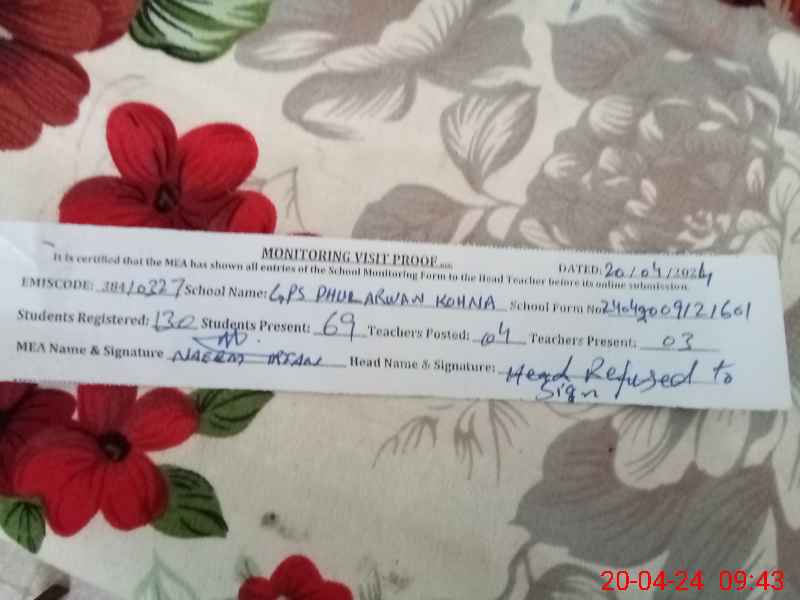 MONITORING VISIT PROOF
DATED: 20/04/2024
It is certified that the MEA has shown all entries of the School Monitoring Form to the Head Teacher before its online submission.
EMISCODE: 38410327 School Name: GPS PHULARWAN KOHNA School Form No
Students Registered: 130 Students Present: 69 Teachers Posted: 04 Teachers Present: 03
MEA Name & Signature NAEEM Head Name & Signature: Head Refused to
Sign
20-04-24 09:43